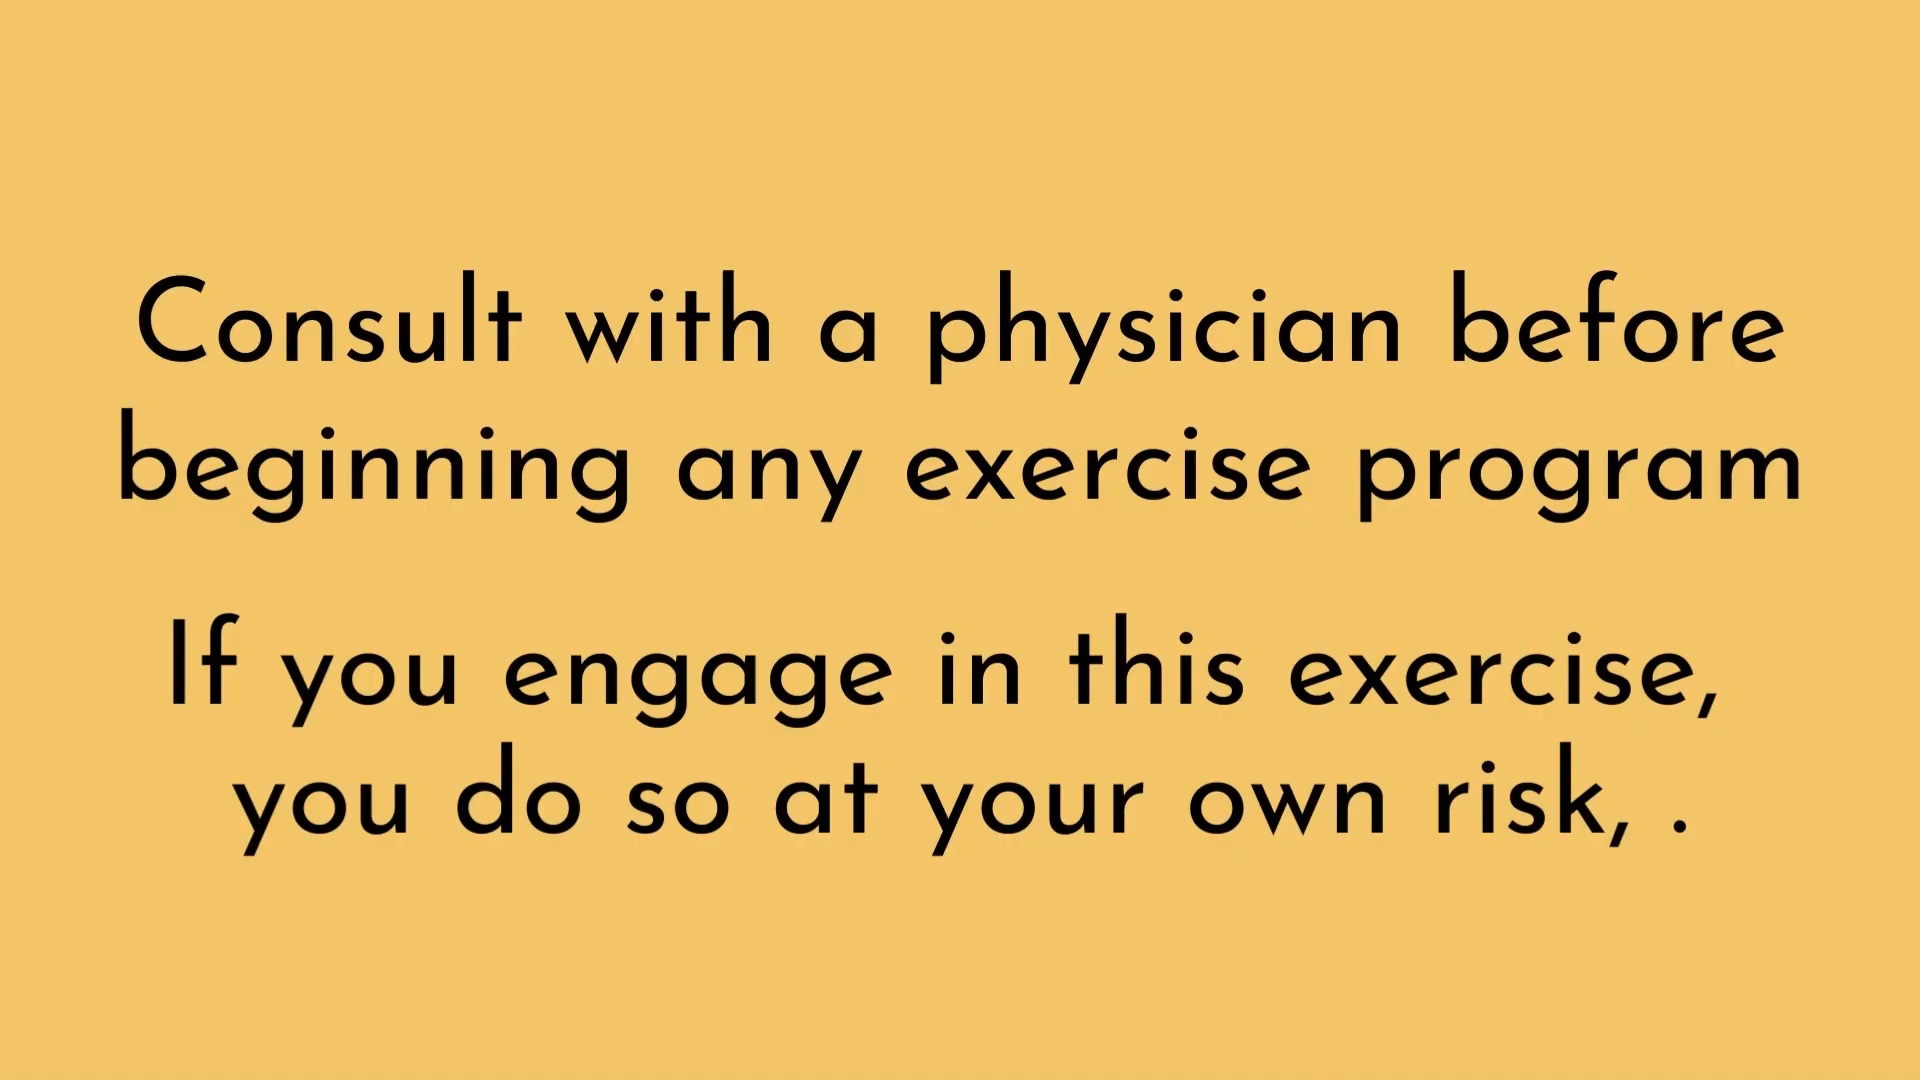 Consult with a physician before
beginning any exercise program
If you engage in this exercise,
you do so at your own risk, .